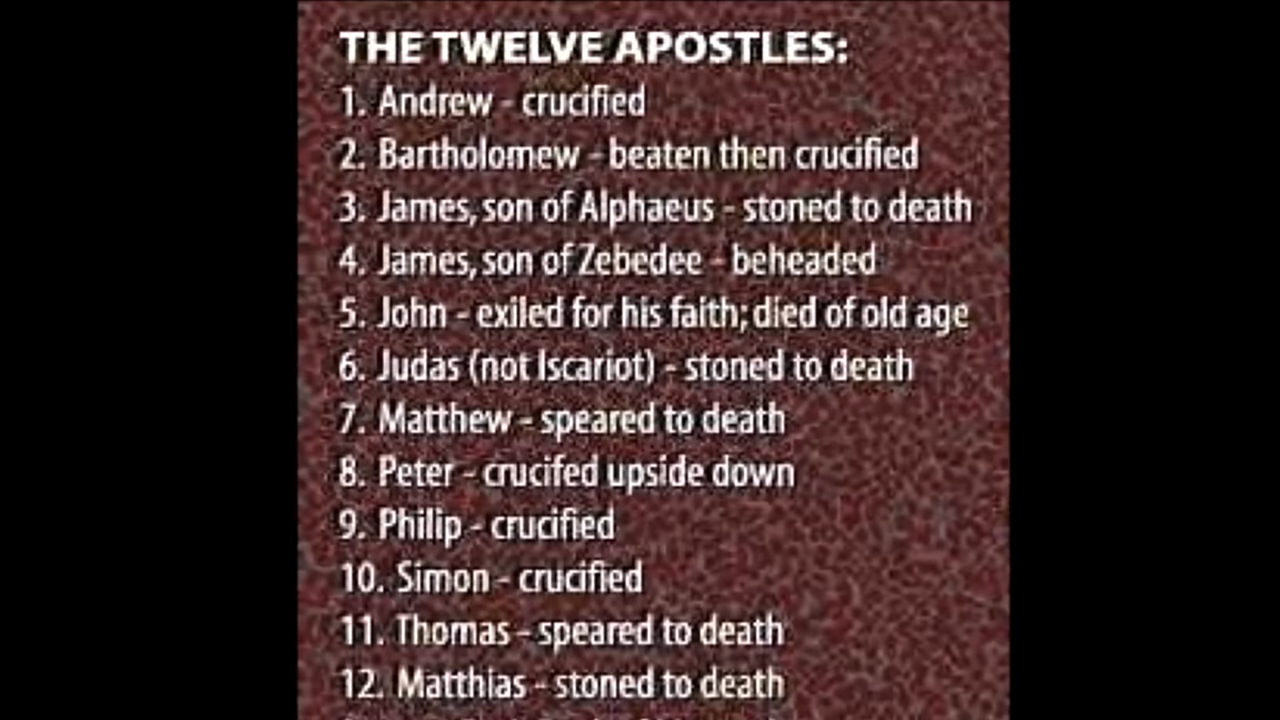 THE TWELVE APOSTLES:
1. Andrew - crucified
2. Bartholomew - beaten then crucified
3. James, son of Alphaeus - stoned to death
4. James, son of Zebedee - beheaded
5. John - exiled for his faith; died of old age
6. Judas (not Iscariot) - stoned to death
7. Matthew - speared to death
8. Peter - crucifed upside down
9. Philip - crucified
10. Simon - crucified
11. Thomas - speared to death
12. Matthias - stoned to death